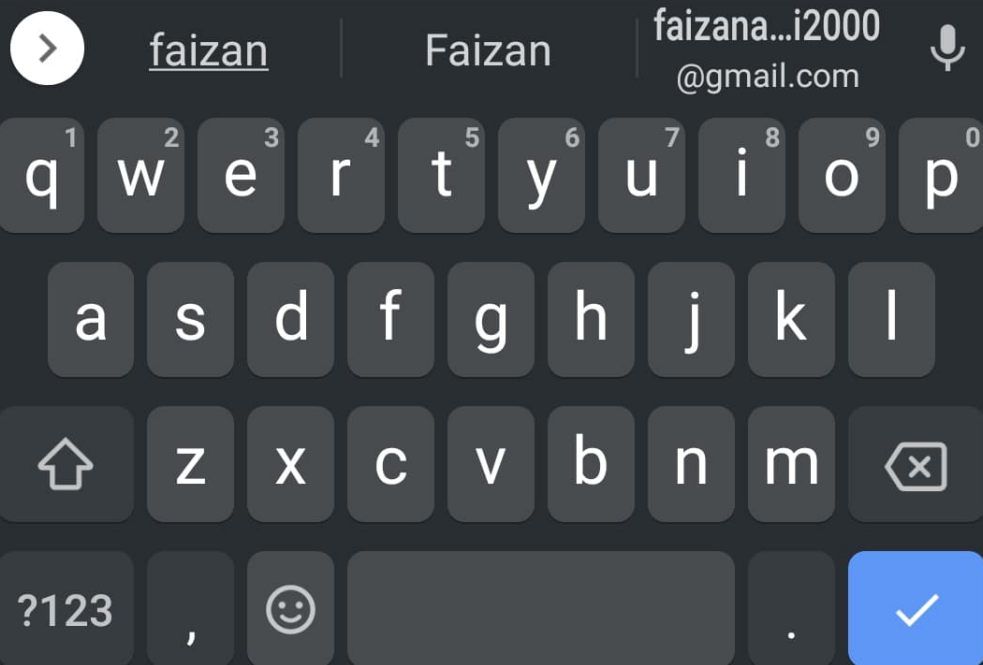 faizan Faizan faizana...i2000
@gmail.com
1 2 3 4 5 6 7 8 9 0
q w e r t y u i o p
a s d f g h j k l
z x c v b n m
?123 , .